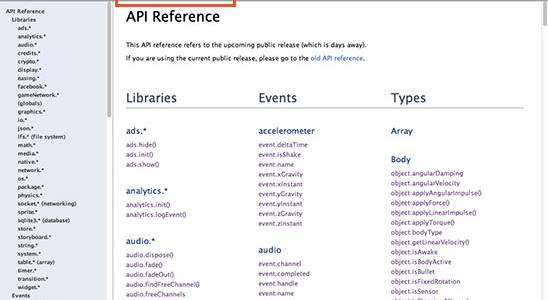 API Reference
Libraries
ads.*
analytics.*
audio.*
credits.*
crypto.*
display.*
easing.*
facebook.*
gameNetwork.*
(globals)
graphics.*
io.*
json.*
lfs.* (file system)
math.*
media.*
native.*
network.*
os.*
package.*
physics.*
socket.* (networking)
sprite.*
sqlite3.* (database)
store.*
storyboard.*
string.*
system.*
table.* (array)
timer.*
transition.*
widget.*
Events
API Reference
This API reference refers to the upcoming public release (which is days away).
If you are using the current public release, please go to the old API reference.
Libraries
ads.*
ads.hide()
ads.init()
ads.show()
analytics.*
analytics.init()
analytics.logEvent()
audio.*
audio.dispose()
audio.fade()
audio.fadeOut()
audio.findFreeChannel()
audio.freeChannels
Events
accelerometer
event.deltaTime
event.isShake
event.name
event.xGravity
event.xInstant
event.yGravity
event.yInstant
event.zGravity
event.zInstant
audio
event.channel
event.completed
event.handle
event.name
Types
Array
Body
object.angularDamping
object.angularVelocity
object.applyAngularImpulse()
object.applyForce()
object.applyLinearImpulse()
object.applyTorque()
object.bodyType
object.getLinearVelocity()
object.isAwake
object.isBodyActive
object.isBullet
object.isFixedRotation
object.isSensor